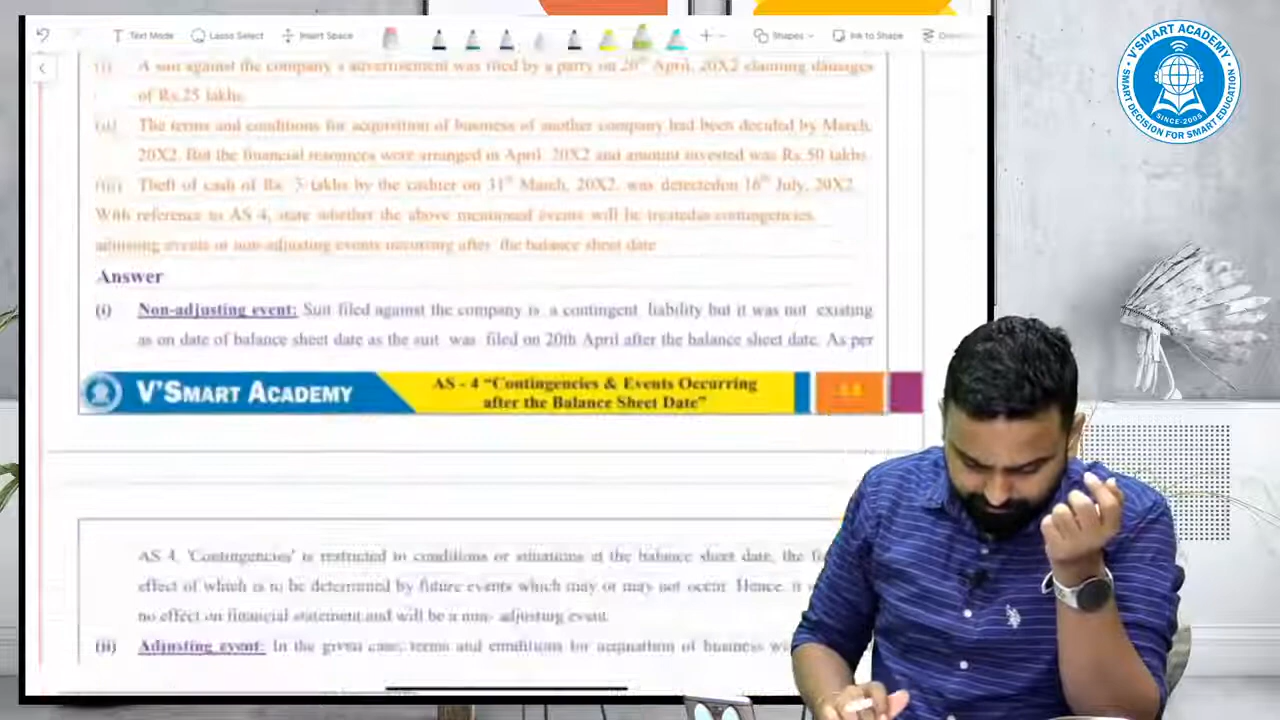 Text Mode
Lasso Select
Insert Space
Shapes
Ink to Shape
(i) A suit against the company's advertisement was filed by a party on 20th April, 20X2 claiming damages
of Rs.25 lakhs.
(ii) The terms and conditions for acquisition of business of another company had been decided by March,
20X2. But the financial resources were arranged in April, 20X2 and amount invested was Rs.50 lakhs.
(iii) Theft of cash of Rs. 5 lakhs by the cashier on 31st March, 20X2, was detectedon 16th July, 20X2.
With reference to AS 4, state whether the above mentioned events will be treatedas contingencies,
adjusting events or non-adjusting events occurring after the balance sheet date
Answer
(i) Non-adjusting event: Suit filed against the company is a contingent liability but it was not existing
as on date of balance sheet date as the suit was filed on 20th April after the balance sheet date. As per
V'SMART ACADEMY
AS - 4 "Contingencies & Events Occurring
after the Balance Sheet Date"
AS 4, 'Contingencies' is restricted to conditions or situations at the balance sheet date, the
effect of which is to be determined by future events which may or may not occur. Hence, it
no effect on financial statement and will be a non- adjusting event.
(ii) Adjusting event: In the given case, terms and conditions for acquisition of business
V'SMART ACADEMY
SINCE-2005
SMART DECISION FOR SMART EDUCATION